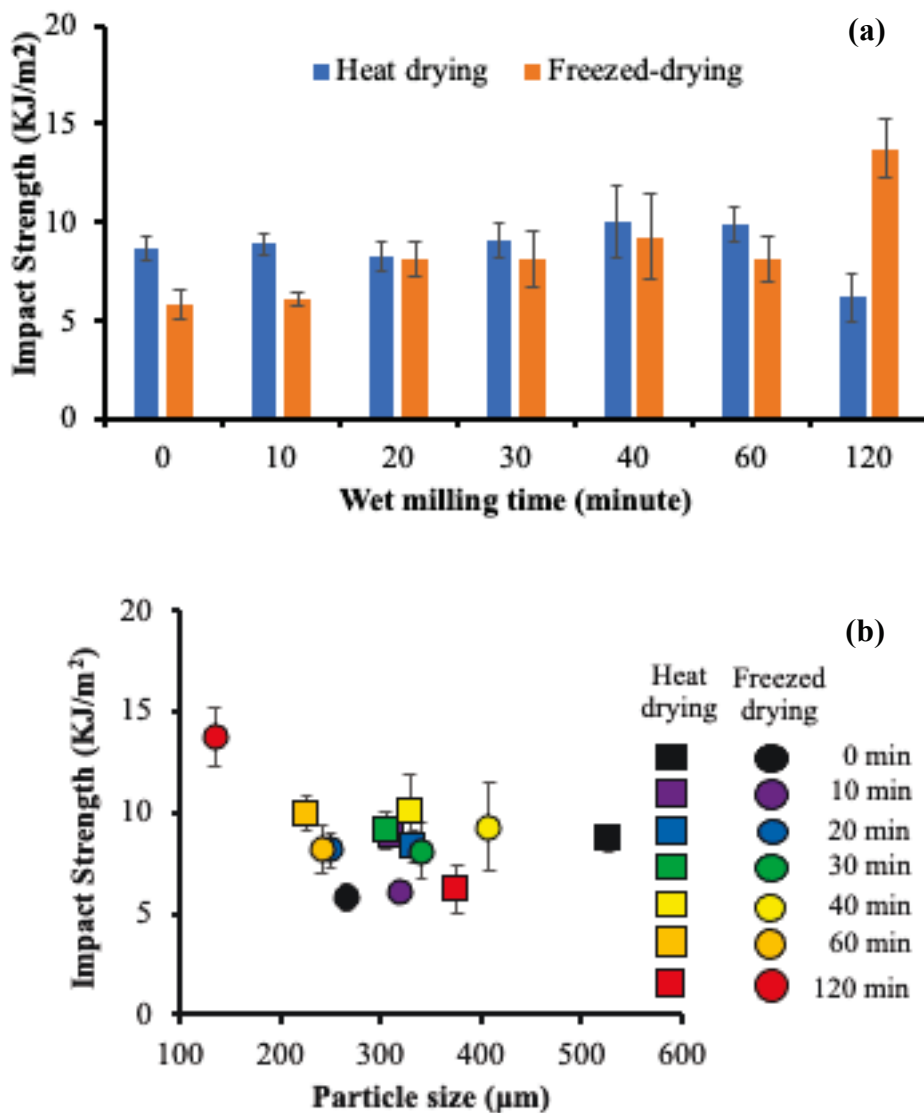 (a)
Heat drying Freezed-drying
Impact Strength (KJ/m2)
20
15
10
5
0
0 10 20 30 40 60 120
Wet milling time (minute)
(b)
Impact Strength (KJ/m²)
20
15
10
5
0
100 200 300 400 500 600
Particle size (μm)
Heat Freezed
drying drying
0 min
10 min
20 min
30 min
40 min
60 min
120 min